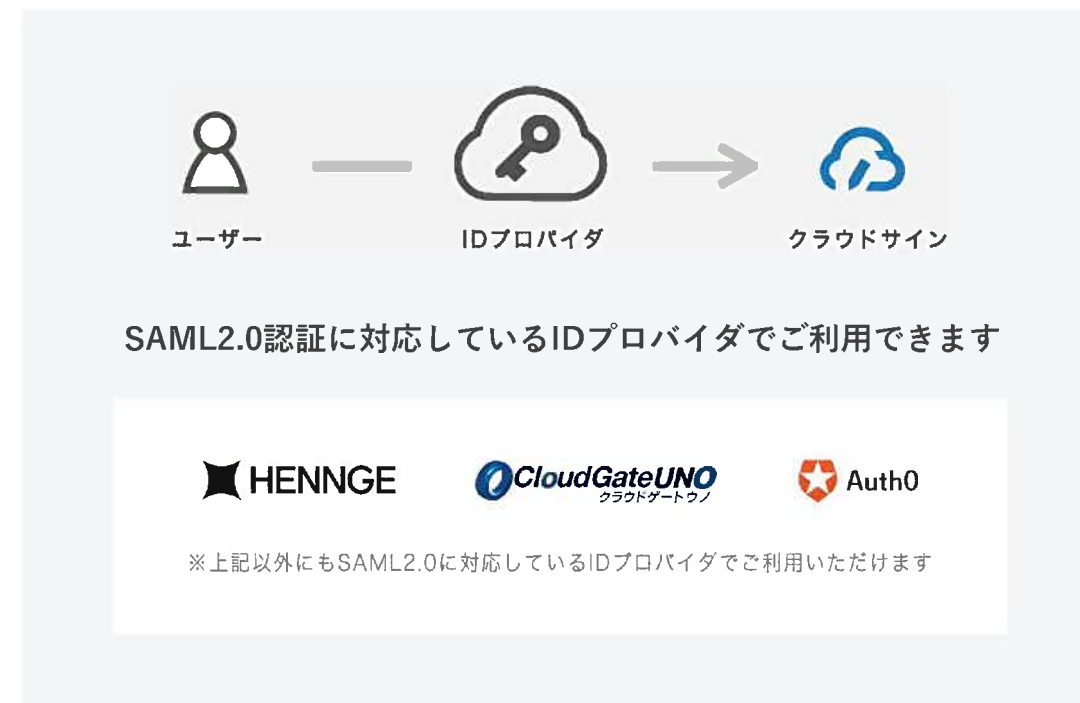 ユーザー
IDプロバイダ
クラウドサイン
SAML2.0認証に対応しているIDプロバイダでご利用できます
HENNGE
CloudGateUNO
クラウドゲートウノ
Auth0
※上記以外にもSAML2.0に対応しているIDプロバイダでご利用いただけます